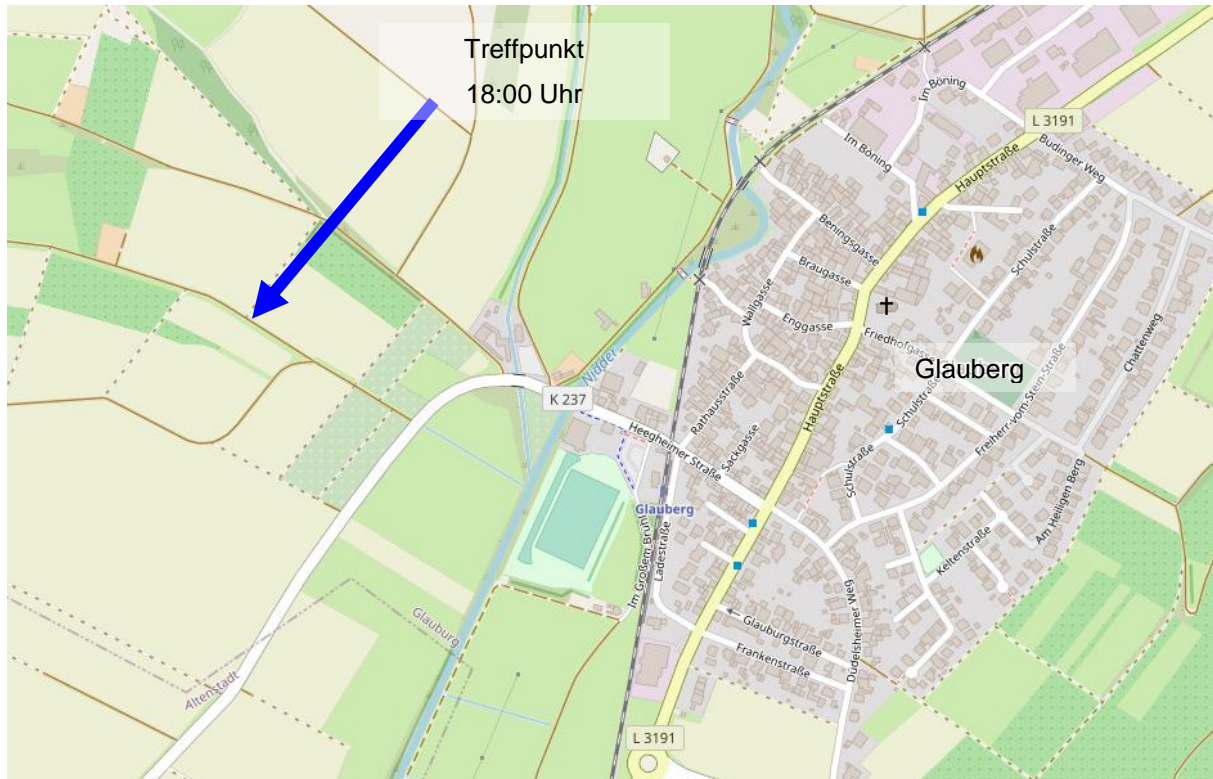 Treffpunkt
18:00 Uhr
L 3191
Im Böning
Im Böning
Budinger Weg
Hauptstraße
Beningsgasse
Schulstraße
Braugasse
Wallgasse
Enggasse
Friedhofgasse
Chattenweg
Glauberg
Nidder
K 237
Rathausstraße
Hauptstraße
Schulstraße
Freiherr-vom-Stein-Straße
Heegheimer Straße
Sackgasse
Schulstraße
Am Heiligen Berg
Glauberg
Keltenstraße
Im Großem Brühl
Ladestraße
Glauburg
Altenstadt
Glauburgstraße
Düdelsheimer Weg
Frankenstraße
L 3191